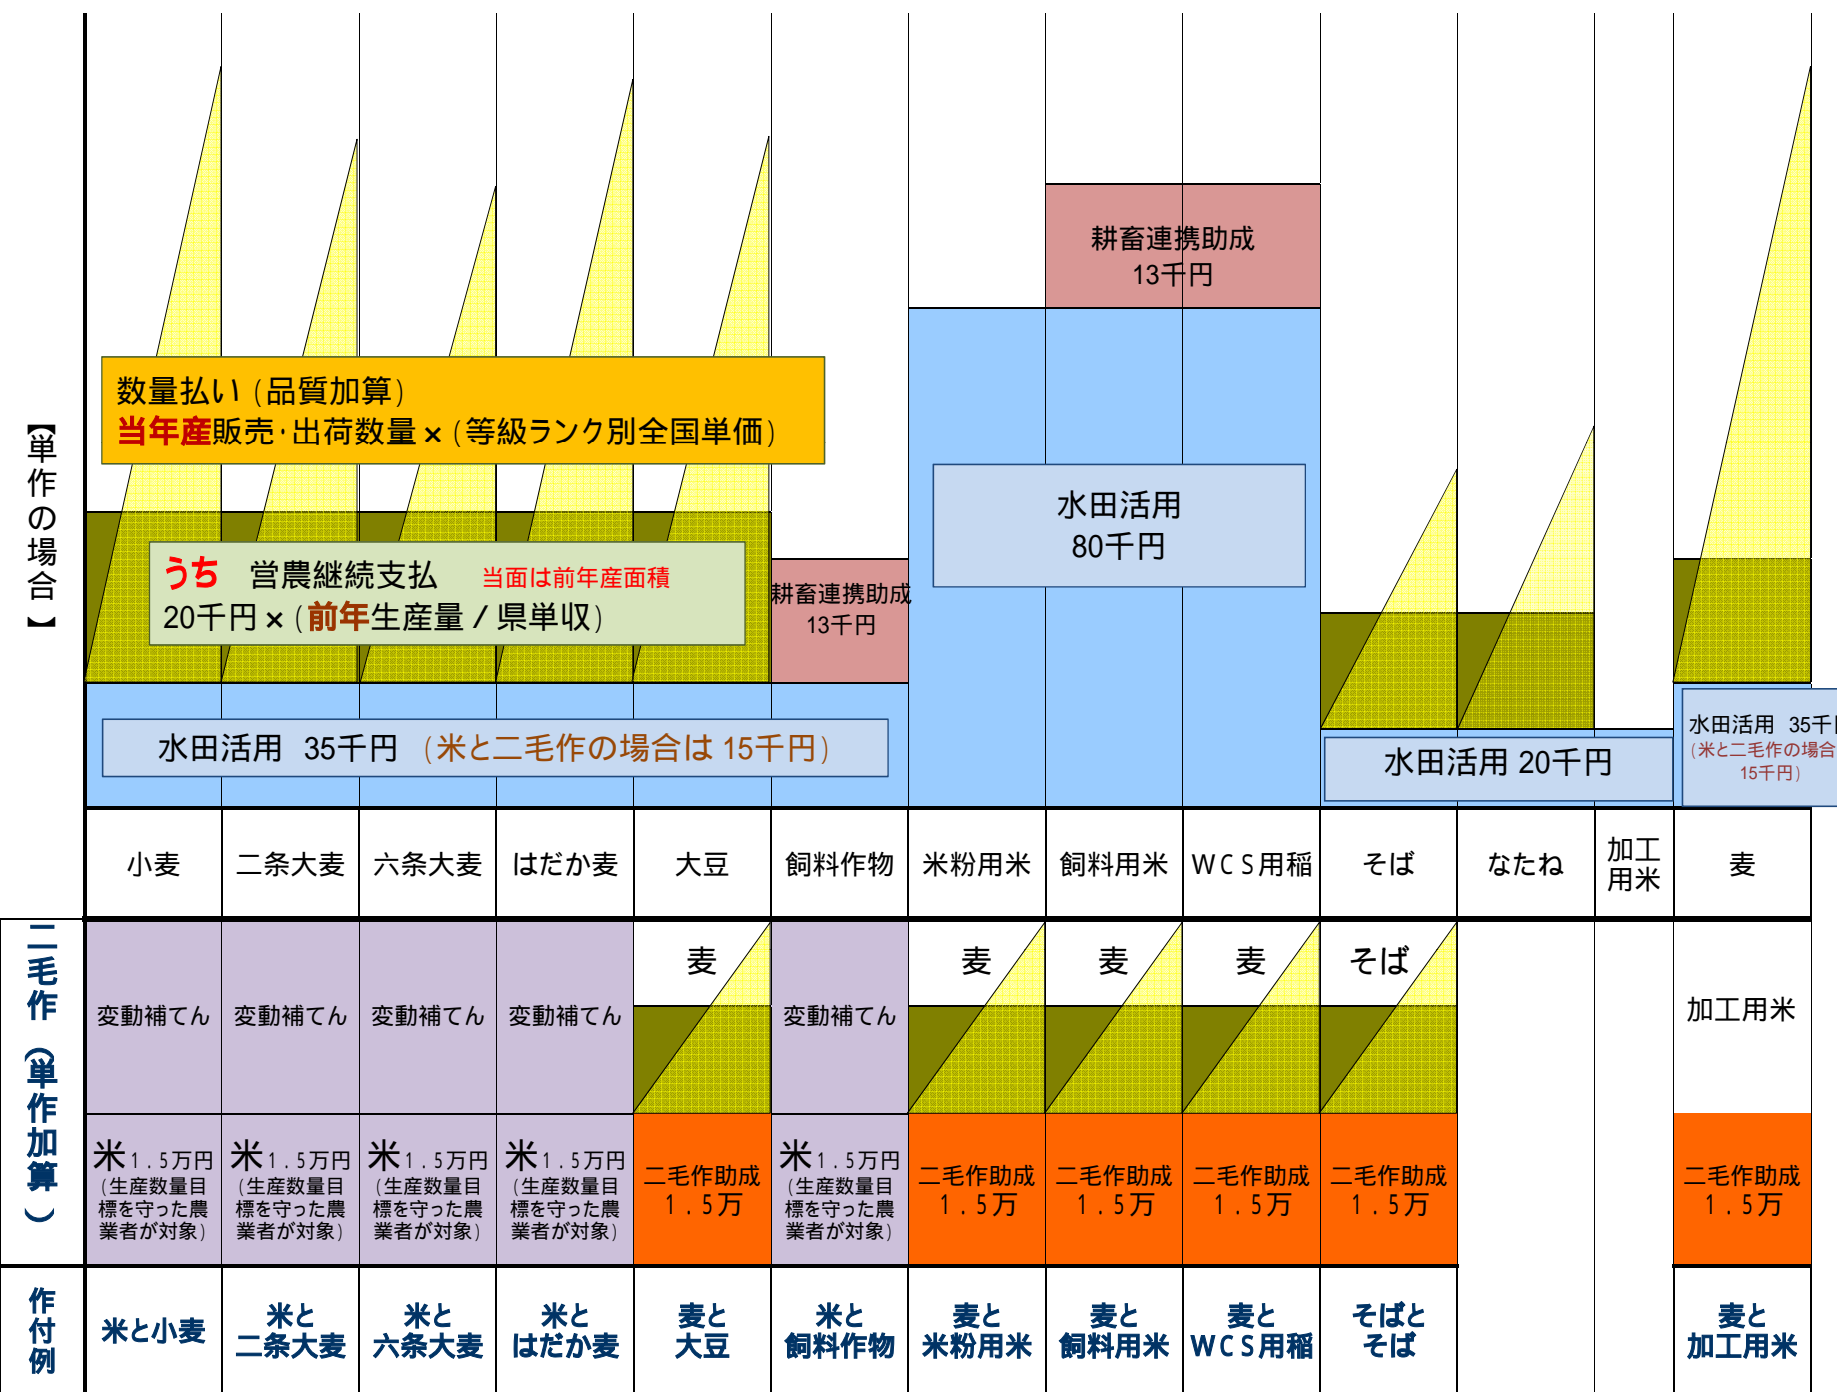 【単作の場合】
耕畜連携助成
13千円
数量払い（品質加算）
当年産販売・出荷数量×（等級ランク別全国単価）
水田活用
80千円
うち　営農継続支払　当面は前年産面積
20千円×（前年生産量／県単収）
耕畜連携助成
13千円
水田活用　35千円（米と二毛作の場合は15千円）
水田活用 20千円
水田活用　35千円
（米と二毛作の場合
15千円）
小麦
二条大麦
六条大麦
はだか麦
大豆
飼料作物
米粉用米
飼料用米
WCS用稲
そば
なたね
加工
用米
麦
二毛作（単作加算）
変動補てん
変動補てん
変動補てん
変動補てん
麦
変動補てん
麦
麦
麦
そば
加工用米
米1.5万円
（生産数量目
標を守った農
業者が対象）
米1.5万円
（生産数量目
標を守った農
業者が対象）
米1.5万円
（生産数量目
標を守った農
業者が対象）
米1.5万円
（生産数量目
標を守った農
業者が対象）
二毛作助成
1.5万
米1.5万円
（生産数量目
標を守った農
業者が対象）
二毛作助成
1.5万
二毛作助成
1.5万
二毛作助成
1.5万
二毛作助成
1.5万
二毛作助成
1.5万
作付例
米と小麦
米と
二条大麦
米と
六条大麦
米と
はだか麦
麦と
大豆
米と
飼料作物
麦と
米粉用米
麦と
飼料用米
麦と
WCS用稲
そばと
そば
麦と
加工用米